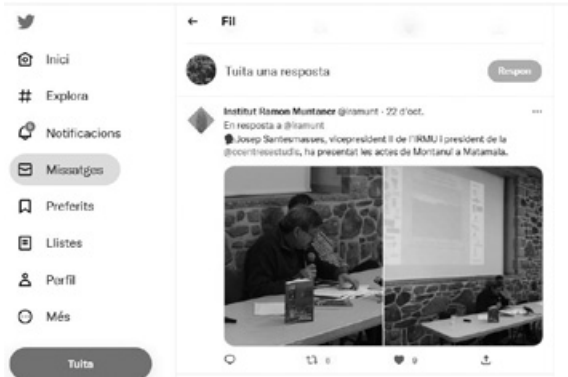 Fil
Inici
Explora
Notificacions
Missatges
Preferits
Llistes
Perfil
Més
Tuita
Tuita una resposta
Respon
Institut Ramon Muntaner @iramunt · 22 d'oct.
En resposta a @iramunt
Josep Santesmasses, vicepresident II de l'IRMU i president de la
@ccentresestudis, ha presentat les actes de Montanui a Matamala.
6
9